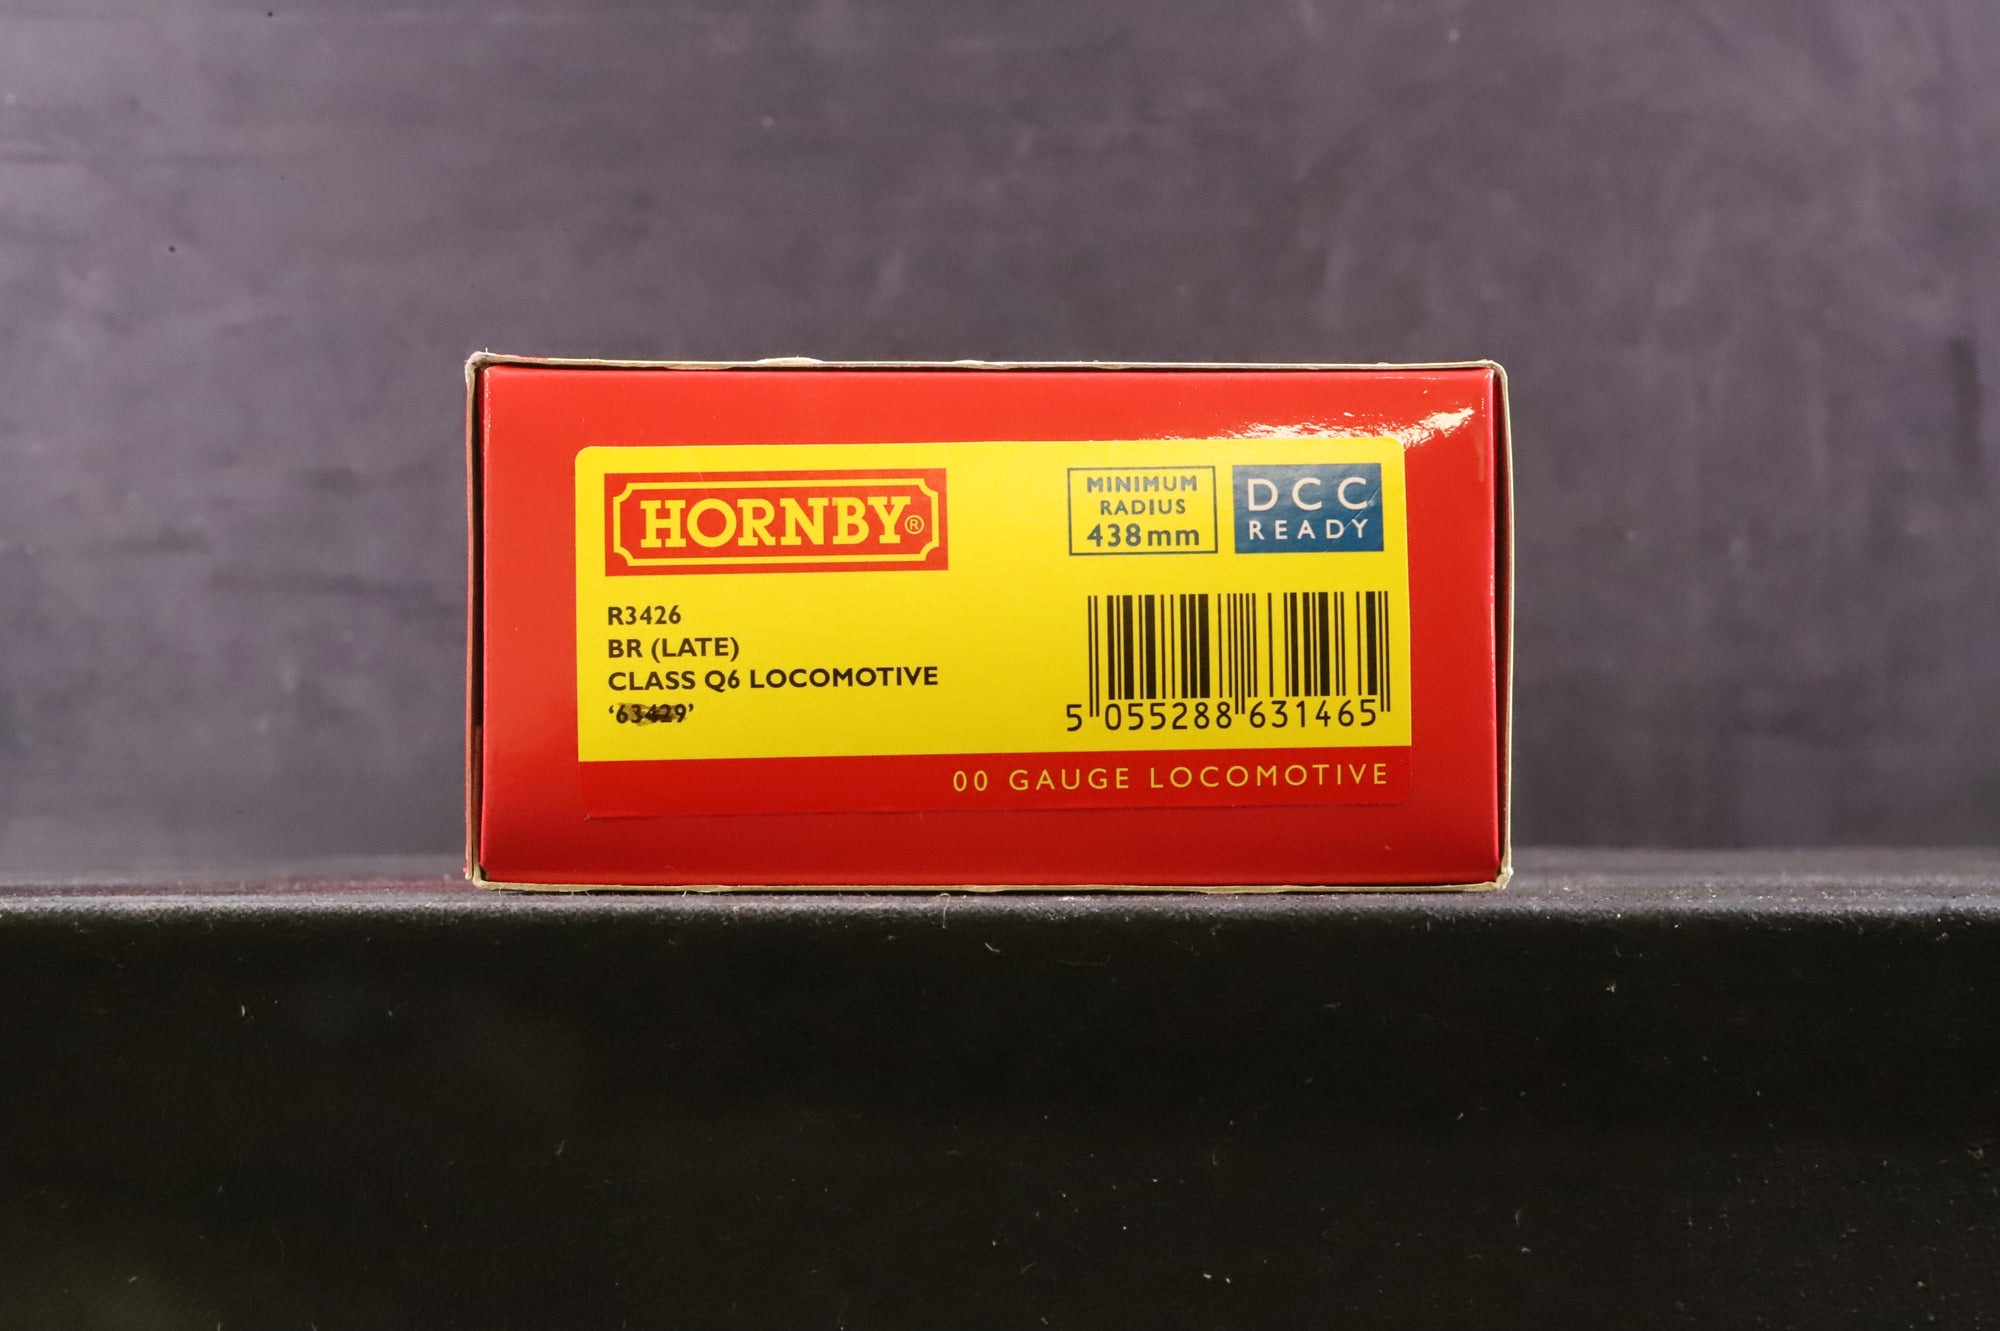 HORNBY®
MINIMUM
RADIUS
438mm
DCC
READY
R3426
BR (LATE)
CLASS Q6 LOCOMOTIVE
‘63429’
5 055288 631465
00 GAUGE LOCOMOTIVE